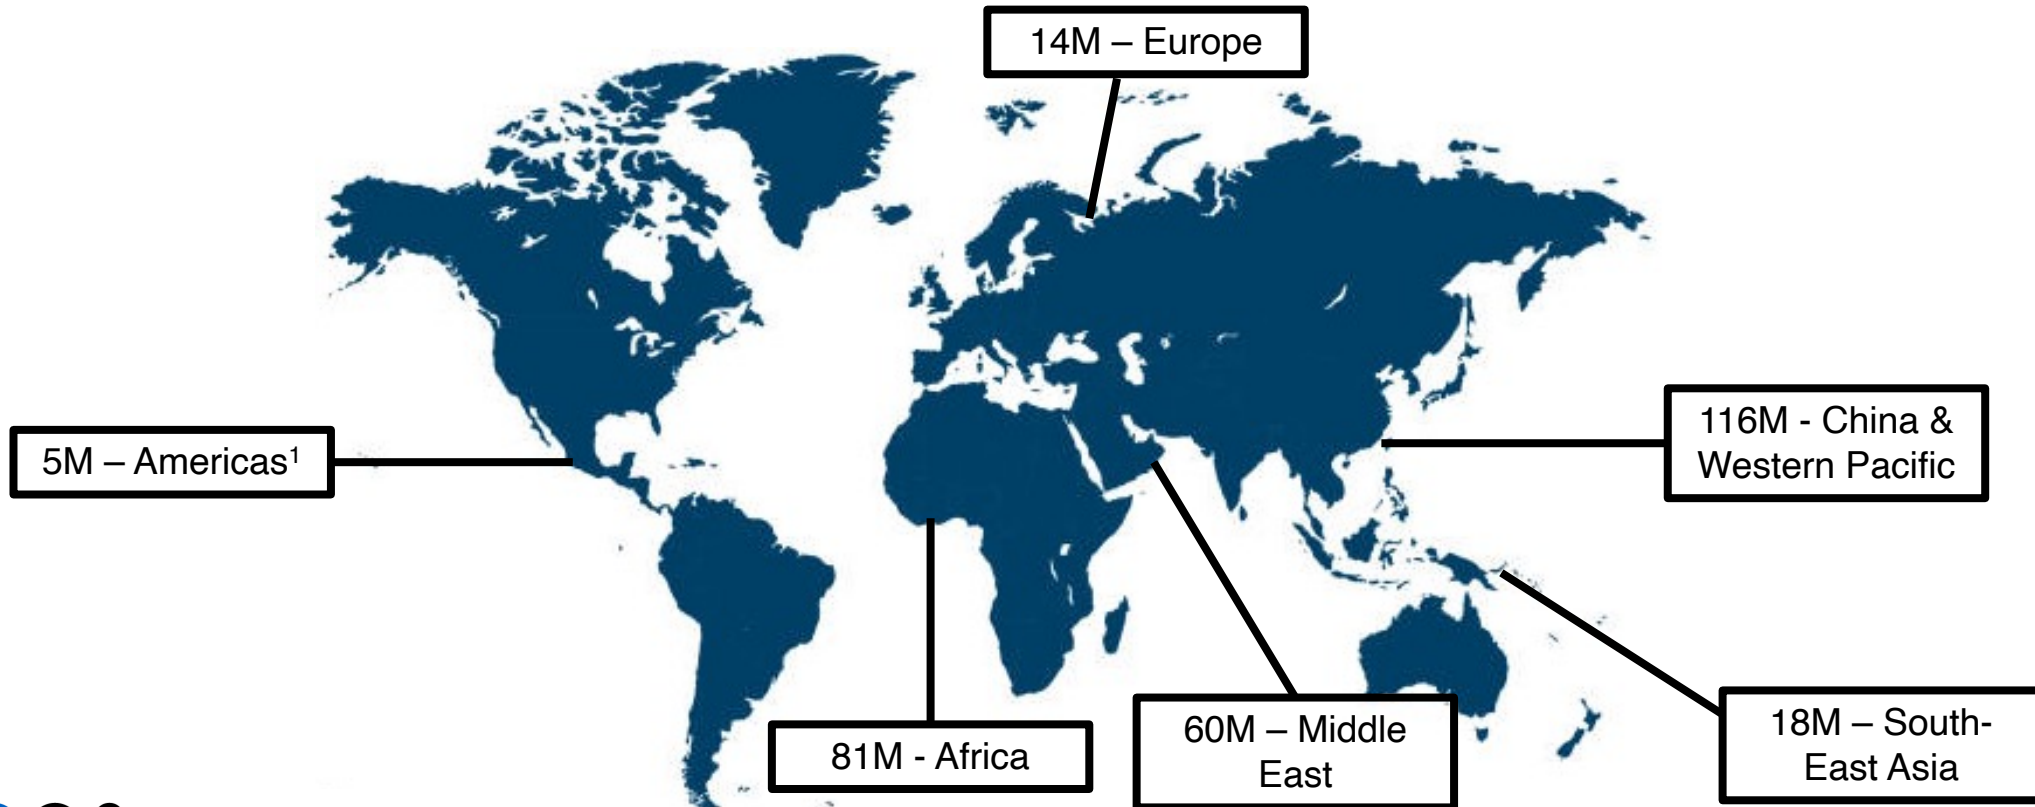 14M – Europe
5M – Americas¹
116M - China &
Western Pacific
81M - Africa
60M – Middle
East
18M – South-
East Asia